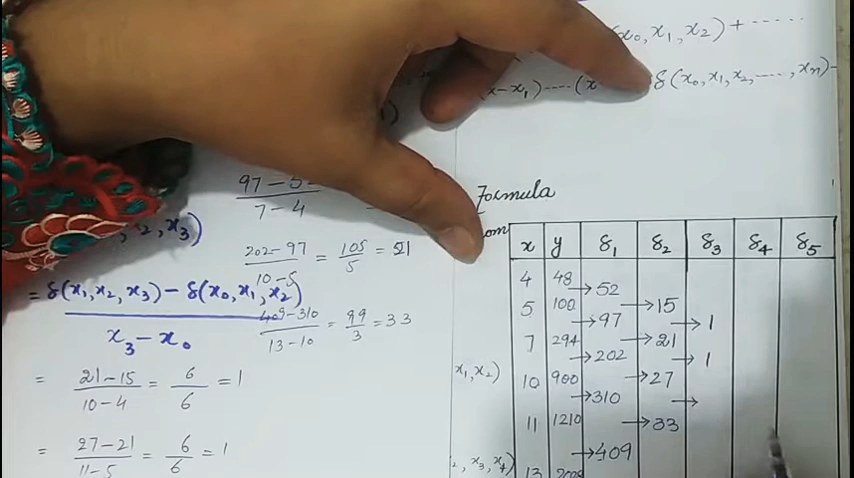 x₀, x₁, x₂) + ·····
x-x₁)····(x
δ(x₀, x₁, x₂, ····, xₙ)
97-5
7-4
x₃)
202-97/10-5 = 105/5 = 21
= δ(x₁, x₂, x₃) - δ(x₀, x₁, x₂)
x₃ - x₀
409-310/13-10 = 99/3 = 33
= 21-15/10-4 = 6/6 = 1
= 27-21/11-5 = 6/6 = 1
Formula
x y δ₁ δ₂ δ₃ δ₄ δ₅
4 48
→52
5 100 →15
→97 →1
7 294 →21
→202 →1
10 900 →27
→310 →
11 1210 →33
→409
13
x₁, x₂)
x₃, x₄)